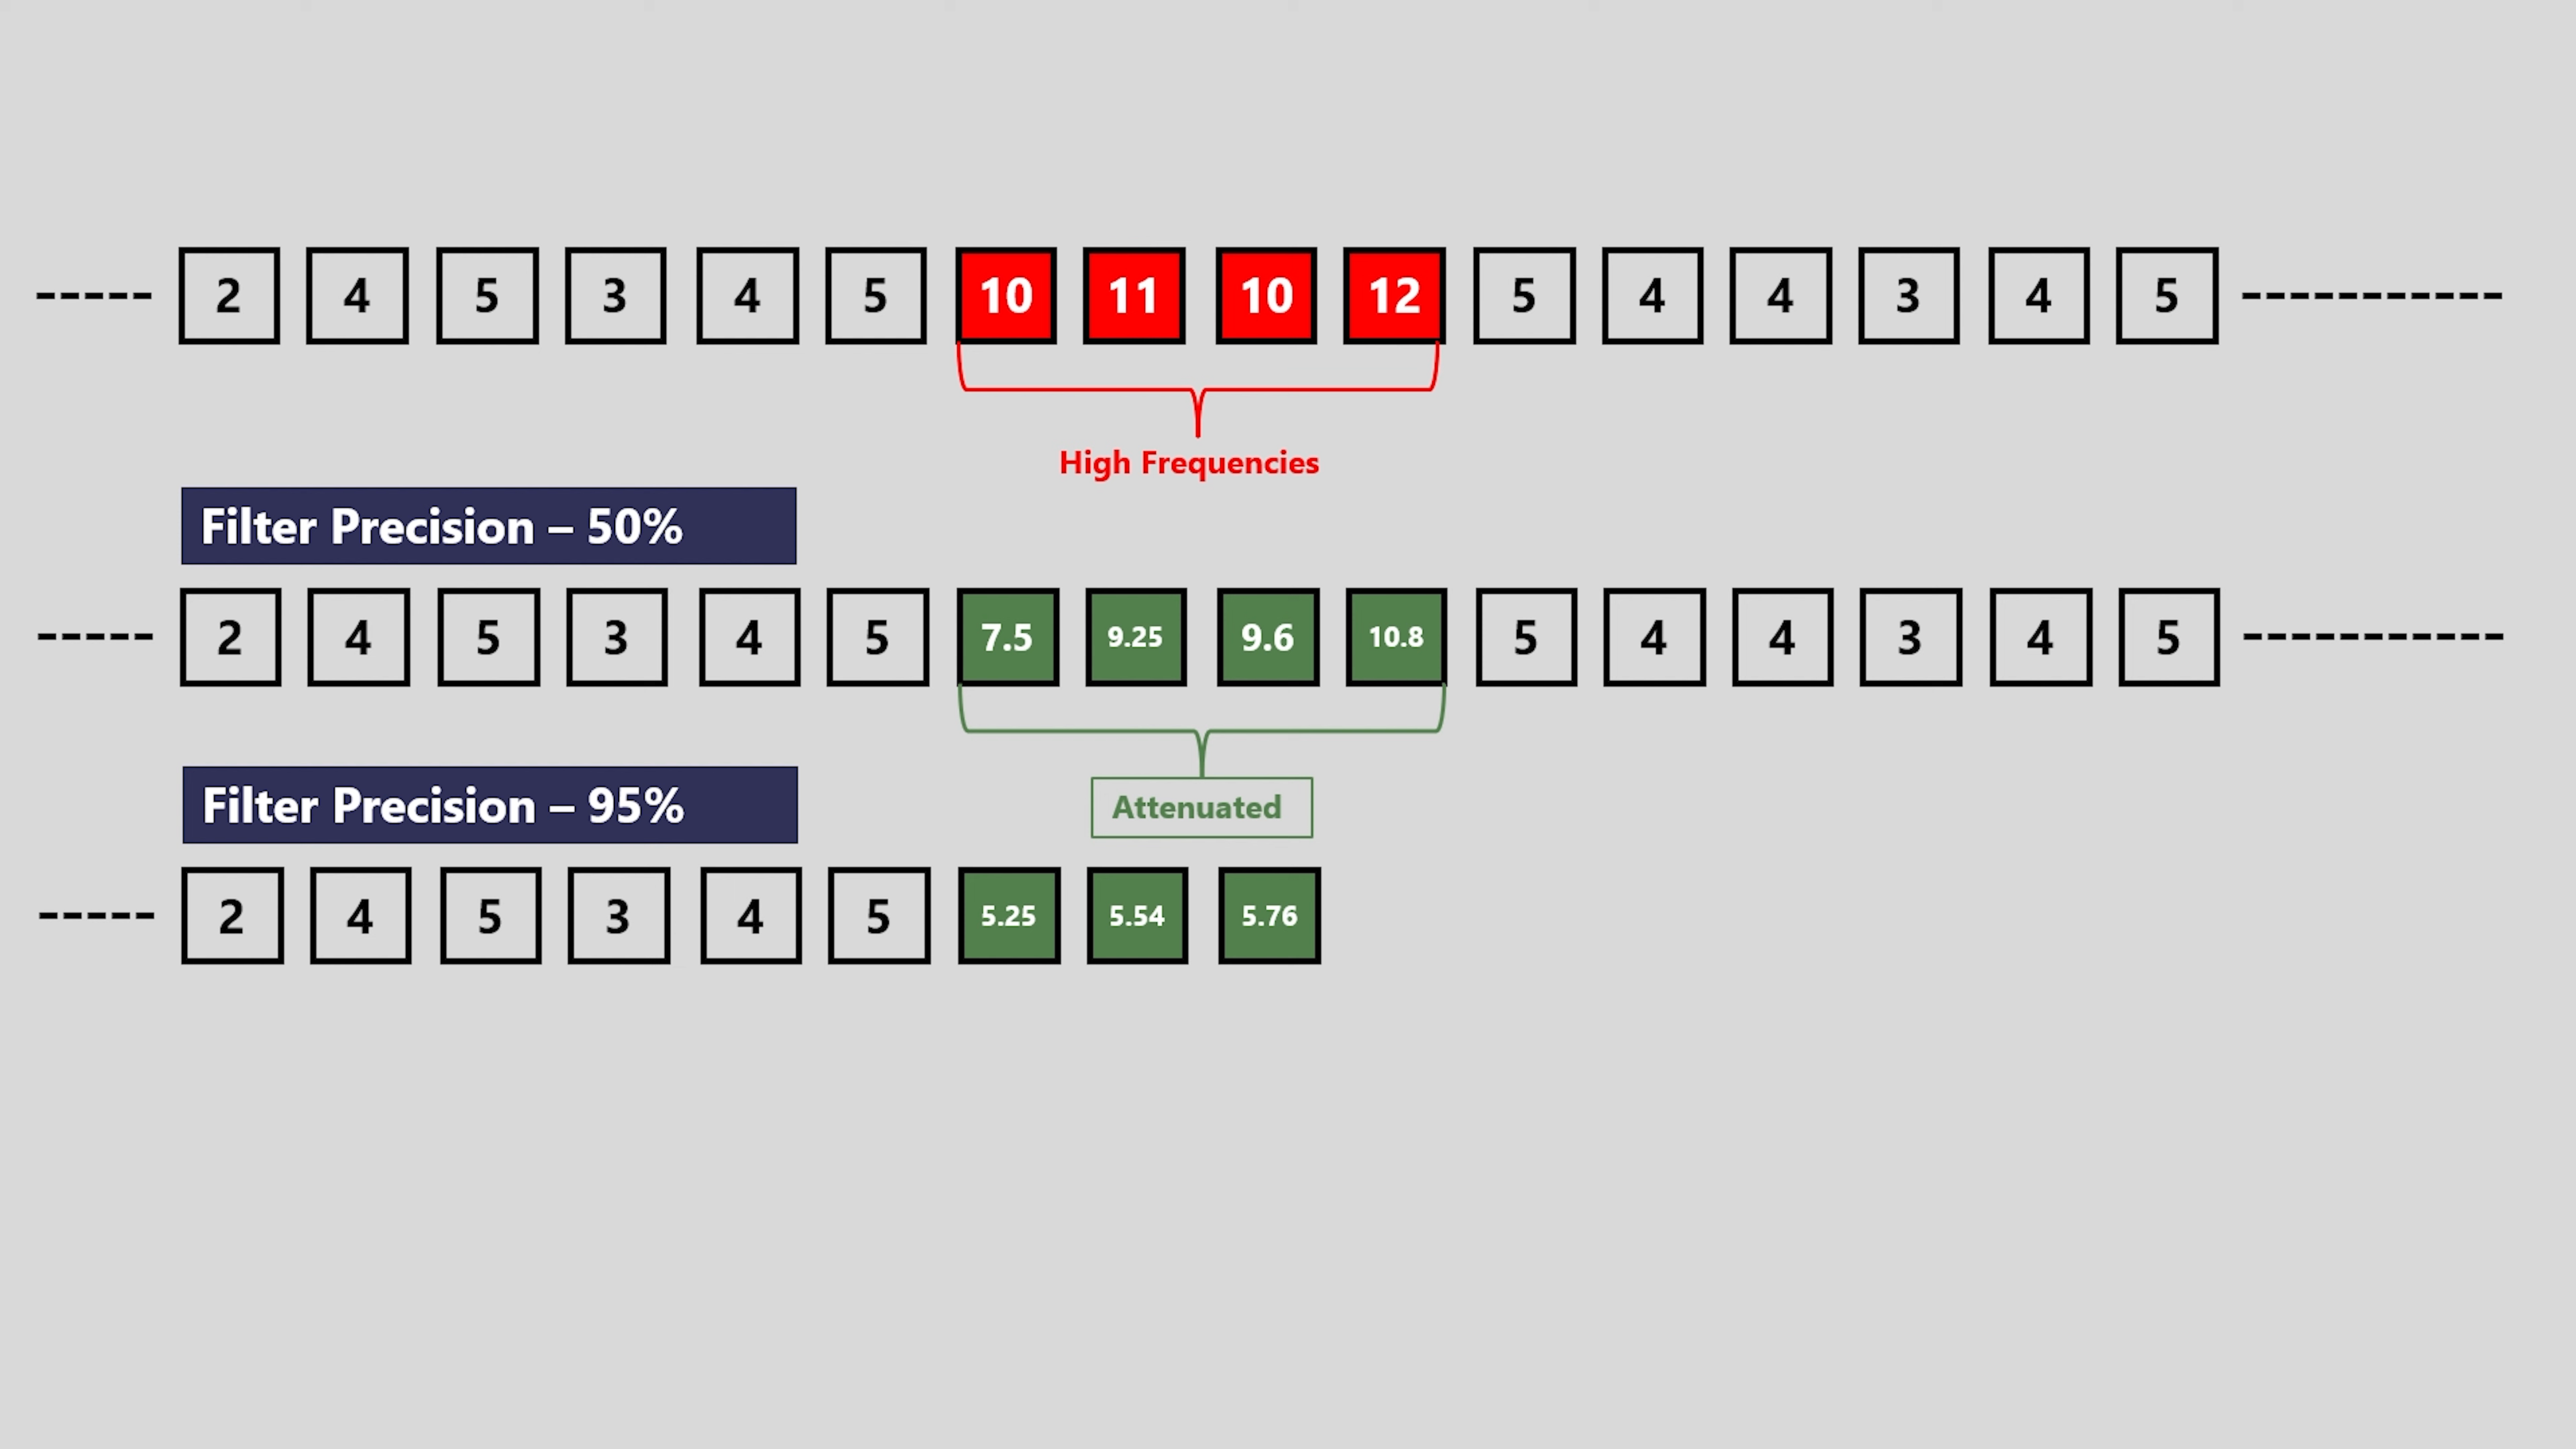 ----- 2 4 5 3 4 5 10 11 10 12 5 4 4 3 4 5 -----------
High Frequencies
Filter Precision – 50%
----- 2 4 5 3 4 5 7.5 9.25 9.6 10.8 5 4 4 3 4 5 -----------
Attenuated
Filter Precision – 95%
----- 2 4 5 3 4 5 5.25 5.54 5.76